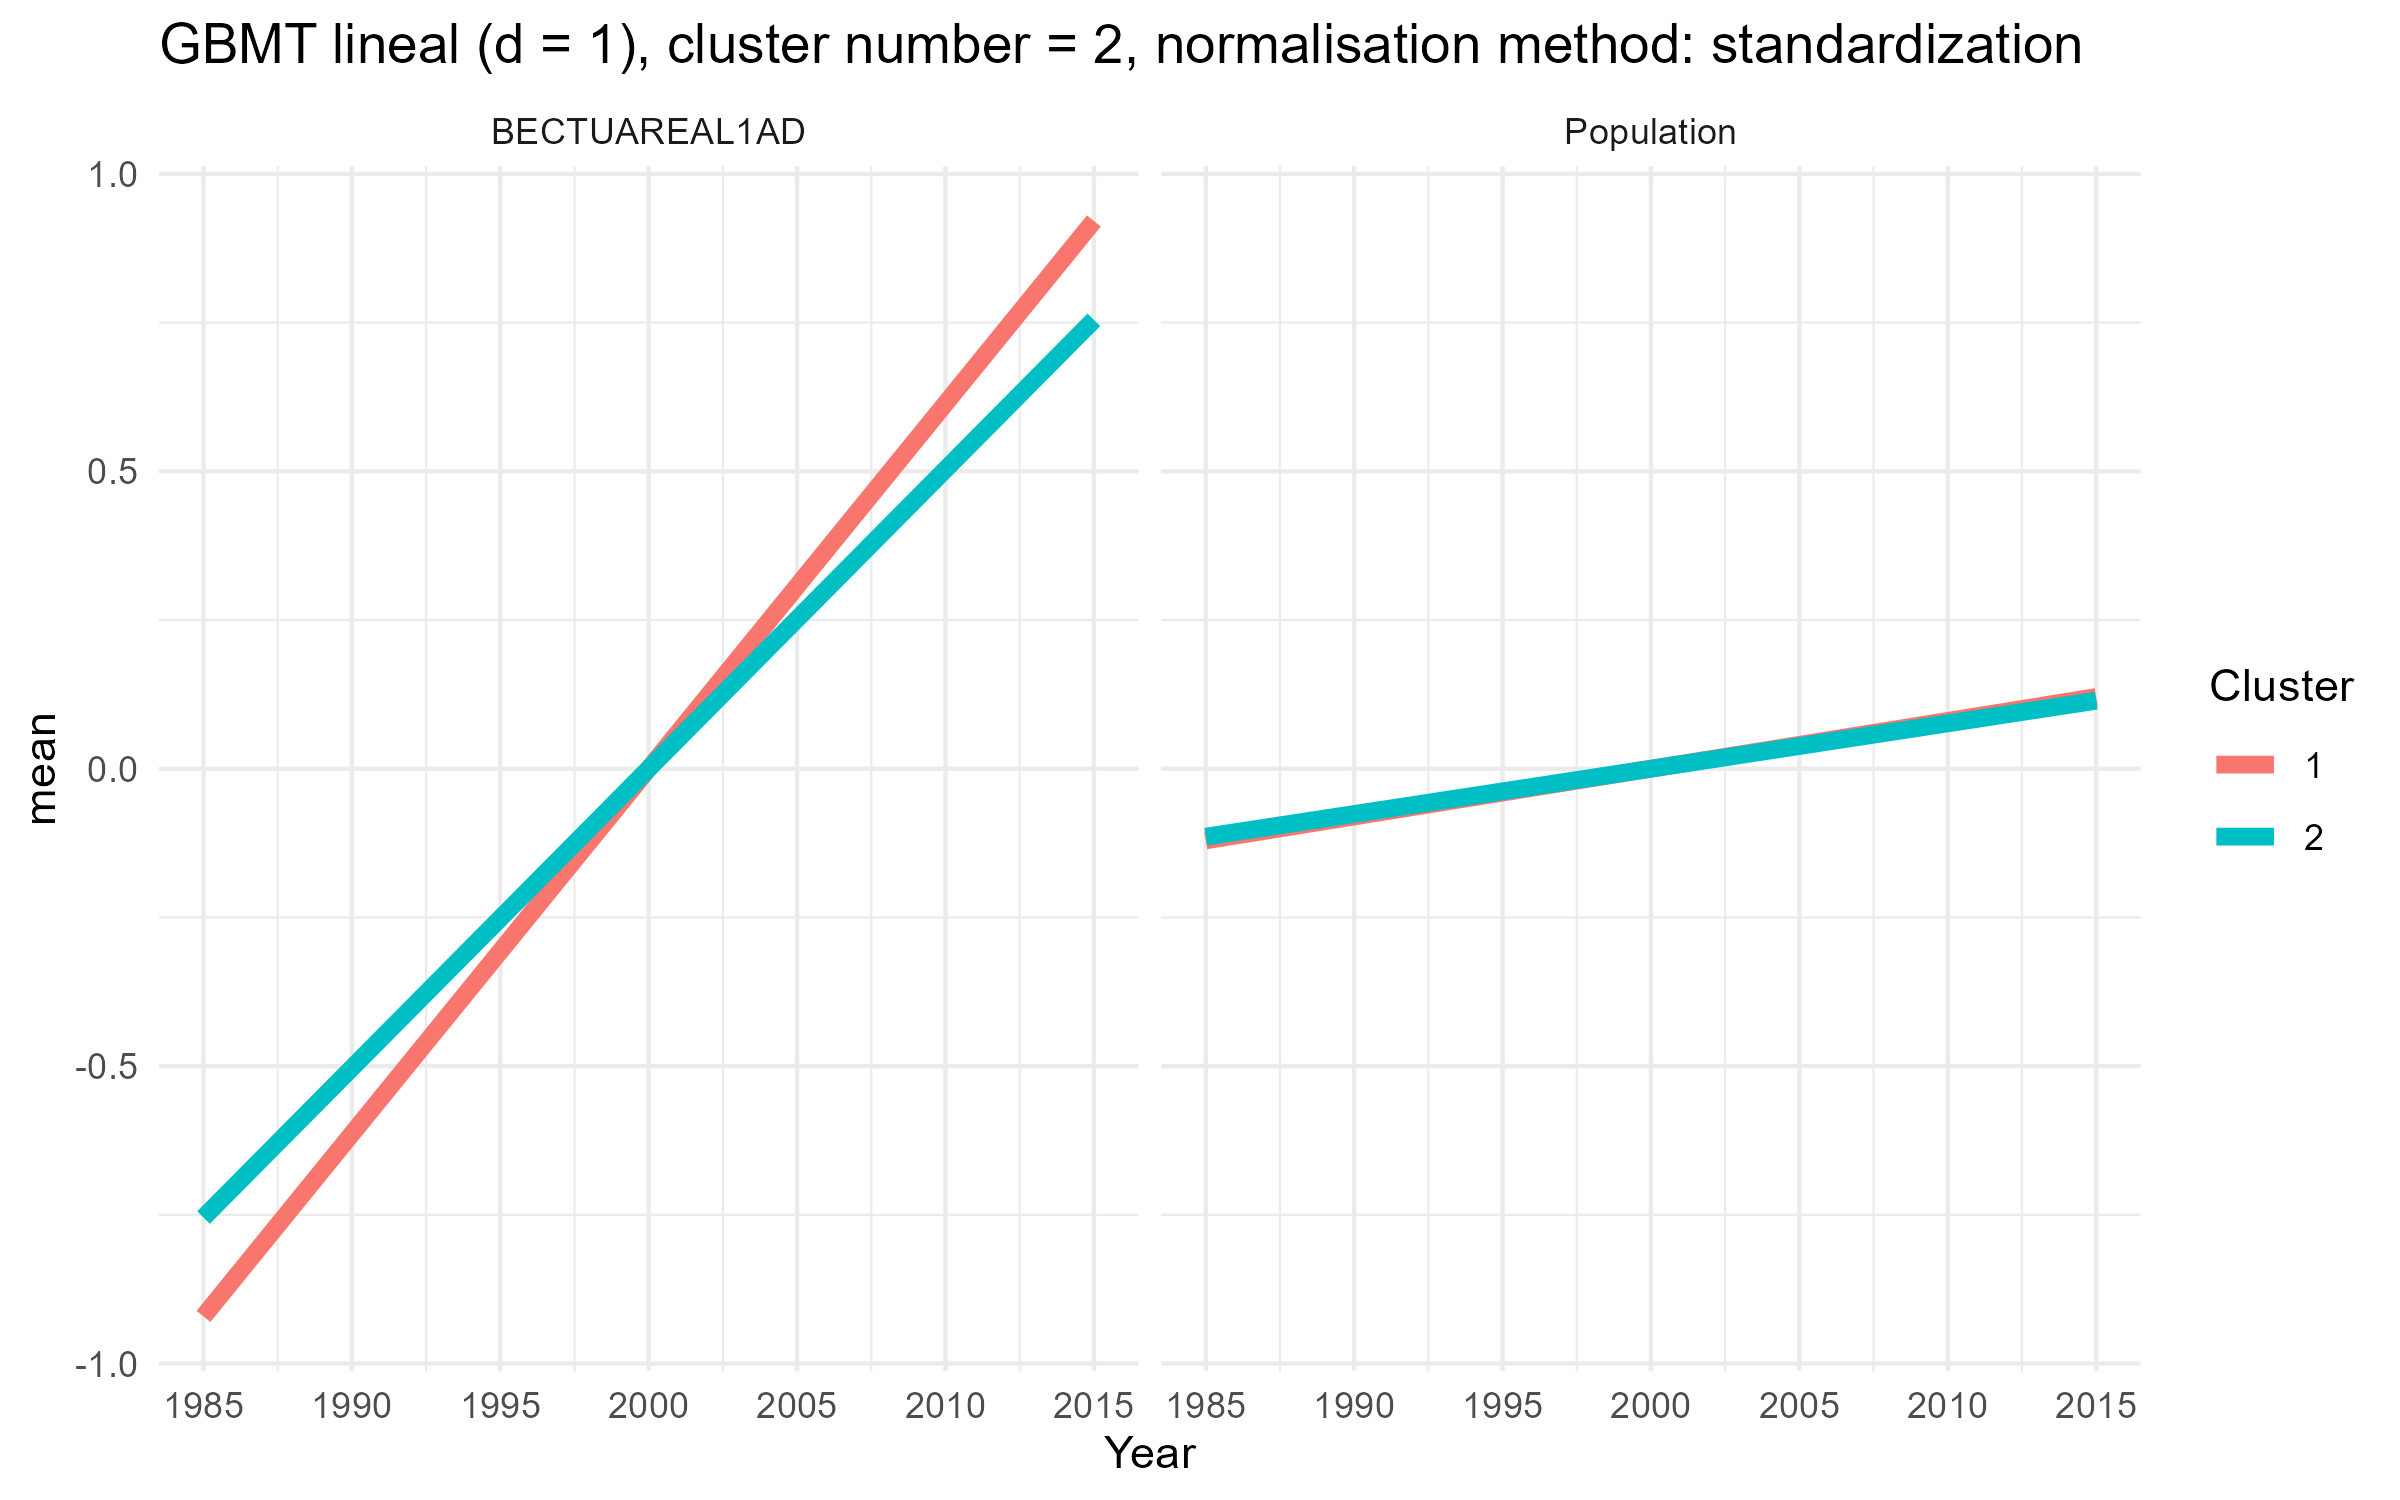 GBMT lineal (d = 1), cluster number = 2, normalisation method: standardization
BECTUAREAL1AD
Population
1.0
0.5
0.0
-0.5
-1.0
mean
1985 1990 1995 2000 2005 2010 2015
1985 1990 1995 2000 2005 2010 2015
Year
Cluster
1
2